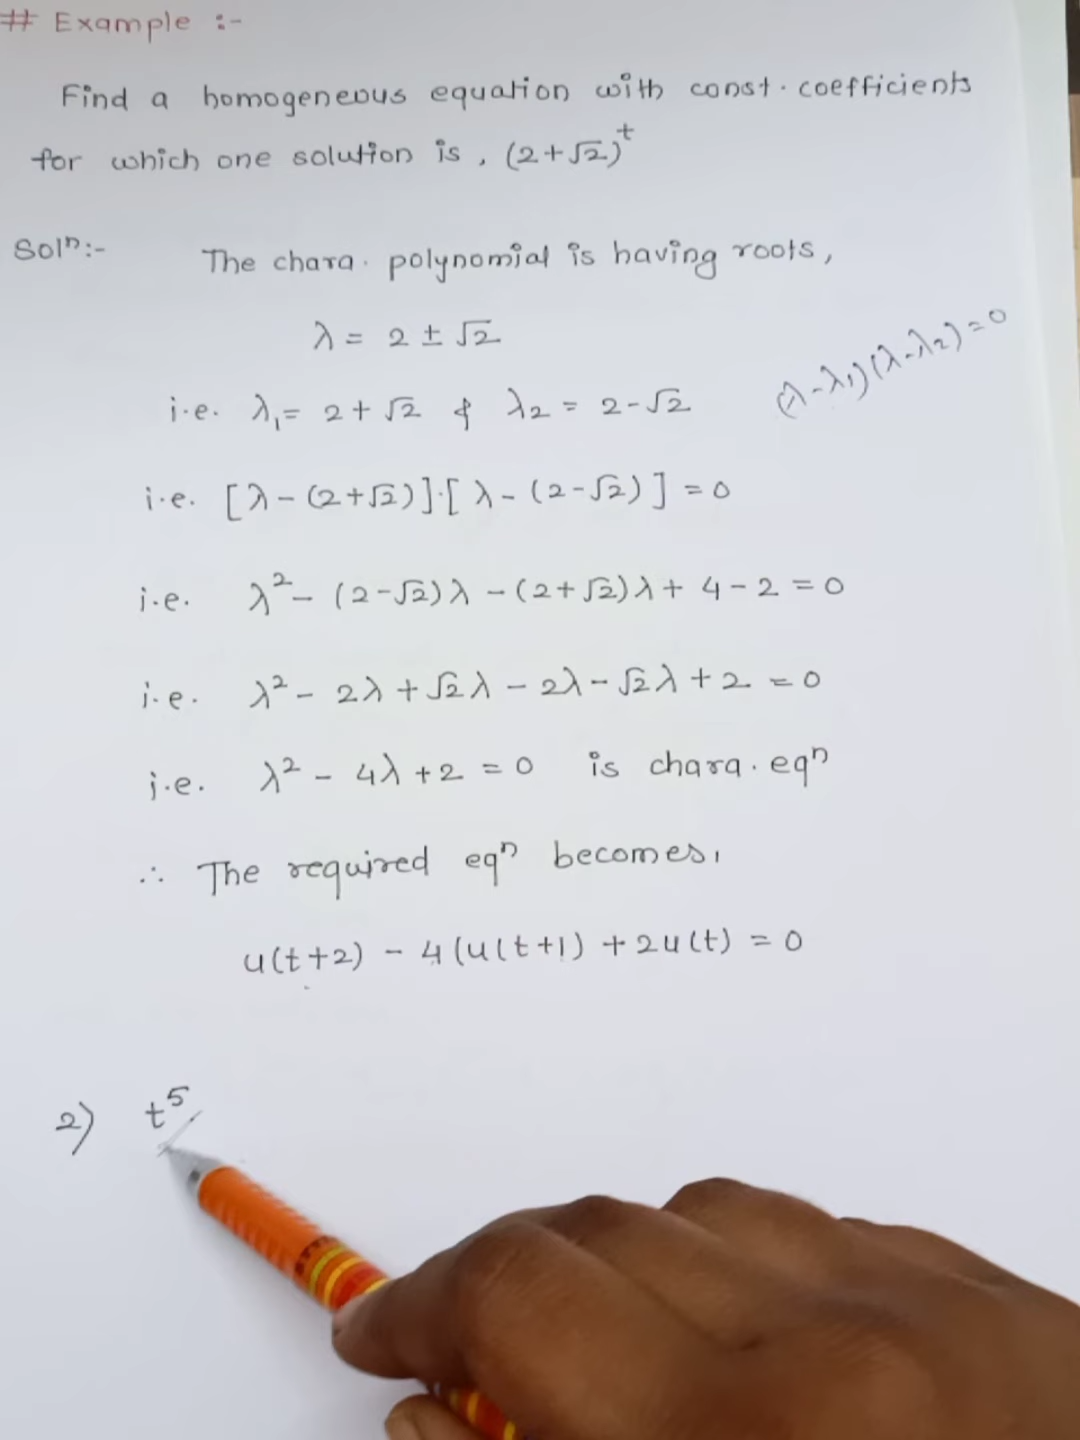 # Example :-
Find a homogeneous equation with const. coefficients
for which one solution is, (2+√2)^t
Solⁿ:- The chara. polynomial is having roots,
λ = 2 ± √2
(λ-λ₁)(λ-λ₂)=0
i.e. λ₁= 2+√2 & λ₂ = 2-√2
i.e. [λ-(2+√2)]·[λ-(2-√2)] = 0
i.e. λ² - (2-√2)λ - (2+√2)λ + 4-2 = 0
i.e. λ² - 2λ + √2λ - 2λ - √2λ + 2 = 0
i.e. λ² - 4λ + 2 = 0 is chara. eqⁿ
∴ The required eqⁿ becomes,
u(t+2) - 4(u(t+1) + 2u(t) = 0
2) t⁵